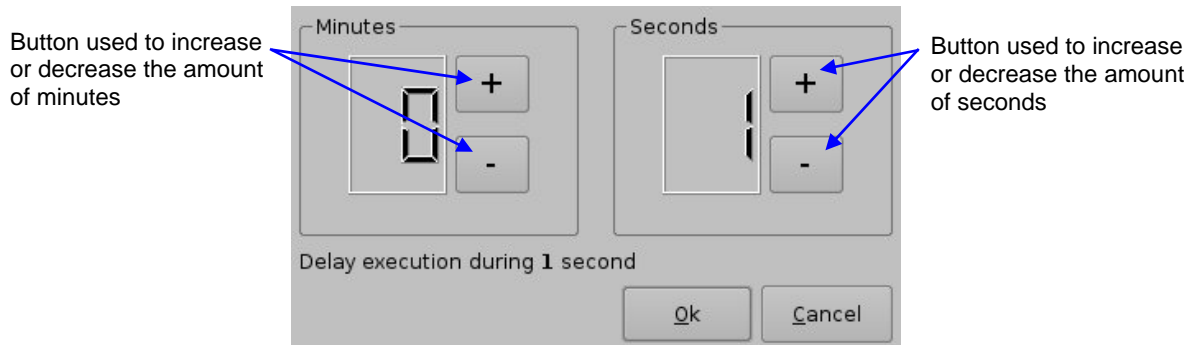 Button used to increase
or decrease the amount
of minutes
Minutes
0
+
-
Seconds
1
+
-
Button used to increase
or decrease the amount
of seconds
Delay execution during 1 second
Ok
Cancel